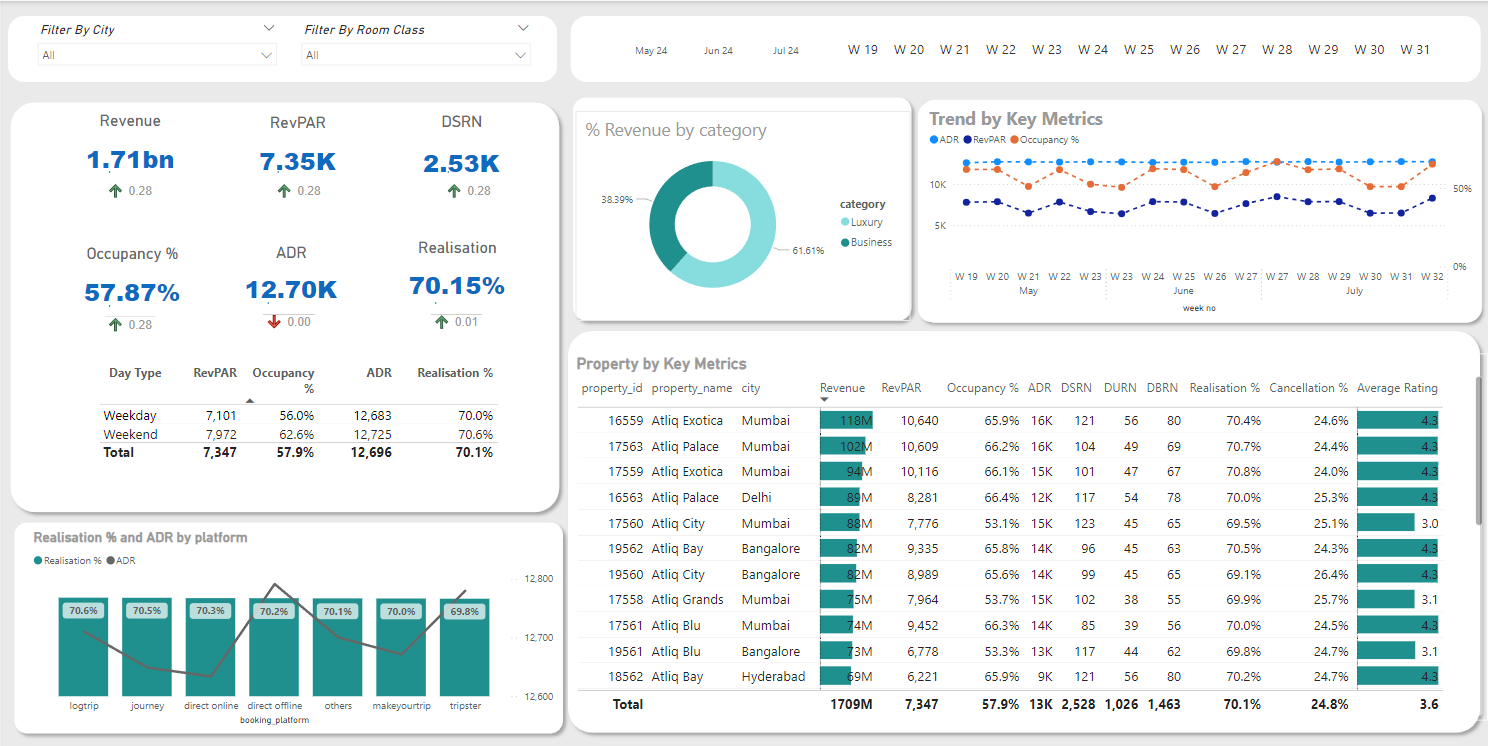 Filter By City
All
Filter By Room Class
All
May 24 Jun 24 Jul 24 W 19 W 20 W 21 W 22 W 23 W 24 W 25 W 26 W 27 W 28 W 29 W 30 W 31
Revenue
1.71bn
0.28
RevPAR
7.35K
0.28
DSRN
2.53K
0.28
Occupancy %
57.87%
0.28
ADR
12.70K
0.00
Realisation
70.15%
0.01
Day Type RevPAR Occupancy % ADR Realisation %
Weekday 7,101 56.0% 12,683 70.0%
Weekend 7,972 62.6% 12,725 70.6%
Total 7,347 57.9% 12,696 70.1%
Realisation % and ADR by platform
Realisation % ADR
12,800
12,700
12,600
70.6% 70.5% 70.3% 70.2% 70.1% 70.0% 69.8%
logtrip journey direct online direct offline others makeyourtrip tripster
booking_platform
% Revenue by category
38.39%
61.61%
category
Luxury
Business
Trend by Key Metrics
ADR RevPAR Occupancy %
10K
5K
50%
0%
W 19 W 20 W 21 W 22 W 23 W 23 W 24 W 25 W 26 W 27 W 27 W 28 W 29 W 30 W 31 W 32
May June July
week no
Property by Key Metrics
property_id property_name city Revenue RevPAR Occupancy % ADR DSRN DURN DBRN Realisation % Cancellation % Average Rating
16559 Atliq Exotica Mumbai 118M 10,640 65.9% 16K 121 56 80 70.4% 24.6% 4.3
17563 Atliq Palace Mumbai 102M 10,609 66.2% 16K 104 49 69 70.7% 24.4% 4.3
17559 Atliq Exotica Mumbai 94M 10,116 66.1% 15K 101 47 67 70.8% 24.0% 4.3
16563 Atliq Palace Delhi 89M 8,281 66.4% 12K 117 54 78 70.0% 25.3% 4.3
17560 Atliq City Mumbai 88M 7,776 53.1% 15K 123 45 65 69.5% 25.1% 3.0
19562 Atliq Bay Bangalore 82M 9,335 65.8% 14K 96 45 63 70.5% 24.3% 4.3
19560 Atliq City Bangalore 82M 8,989 65.6% 14K 99 45 65 69.1% 26.4% 4.3
17558 Atliq Grands Mumbai 75M 7,964 53.7% 15K 102 38 55 69.9% 25.7% 3.1
17561 Atliq Blu Mumbai 74M 9,452 66.3% 14K 85 39 56 70.0% 24.5% 4.3
19561 Atliq Blu Bangalore 73M 6,778 53.3% 13K 117 44 62 69.8% 24.7% 3.1
18562 Atliq Bay Hyderabad 69M 6,221 65.9% 9K 121 56 80 70.2% 24.7% 4.3
Total 1709M 7,347 57.9% 13K 2,528 1,026 1,463 70.1% 24.8% 3.6